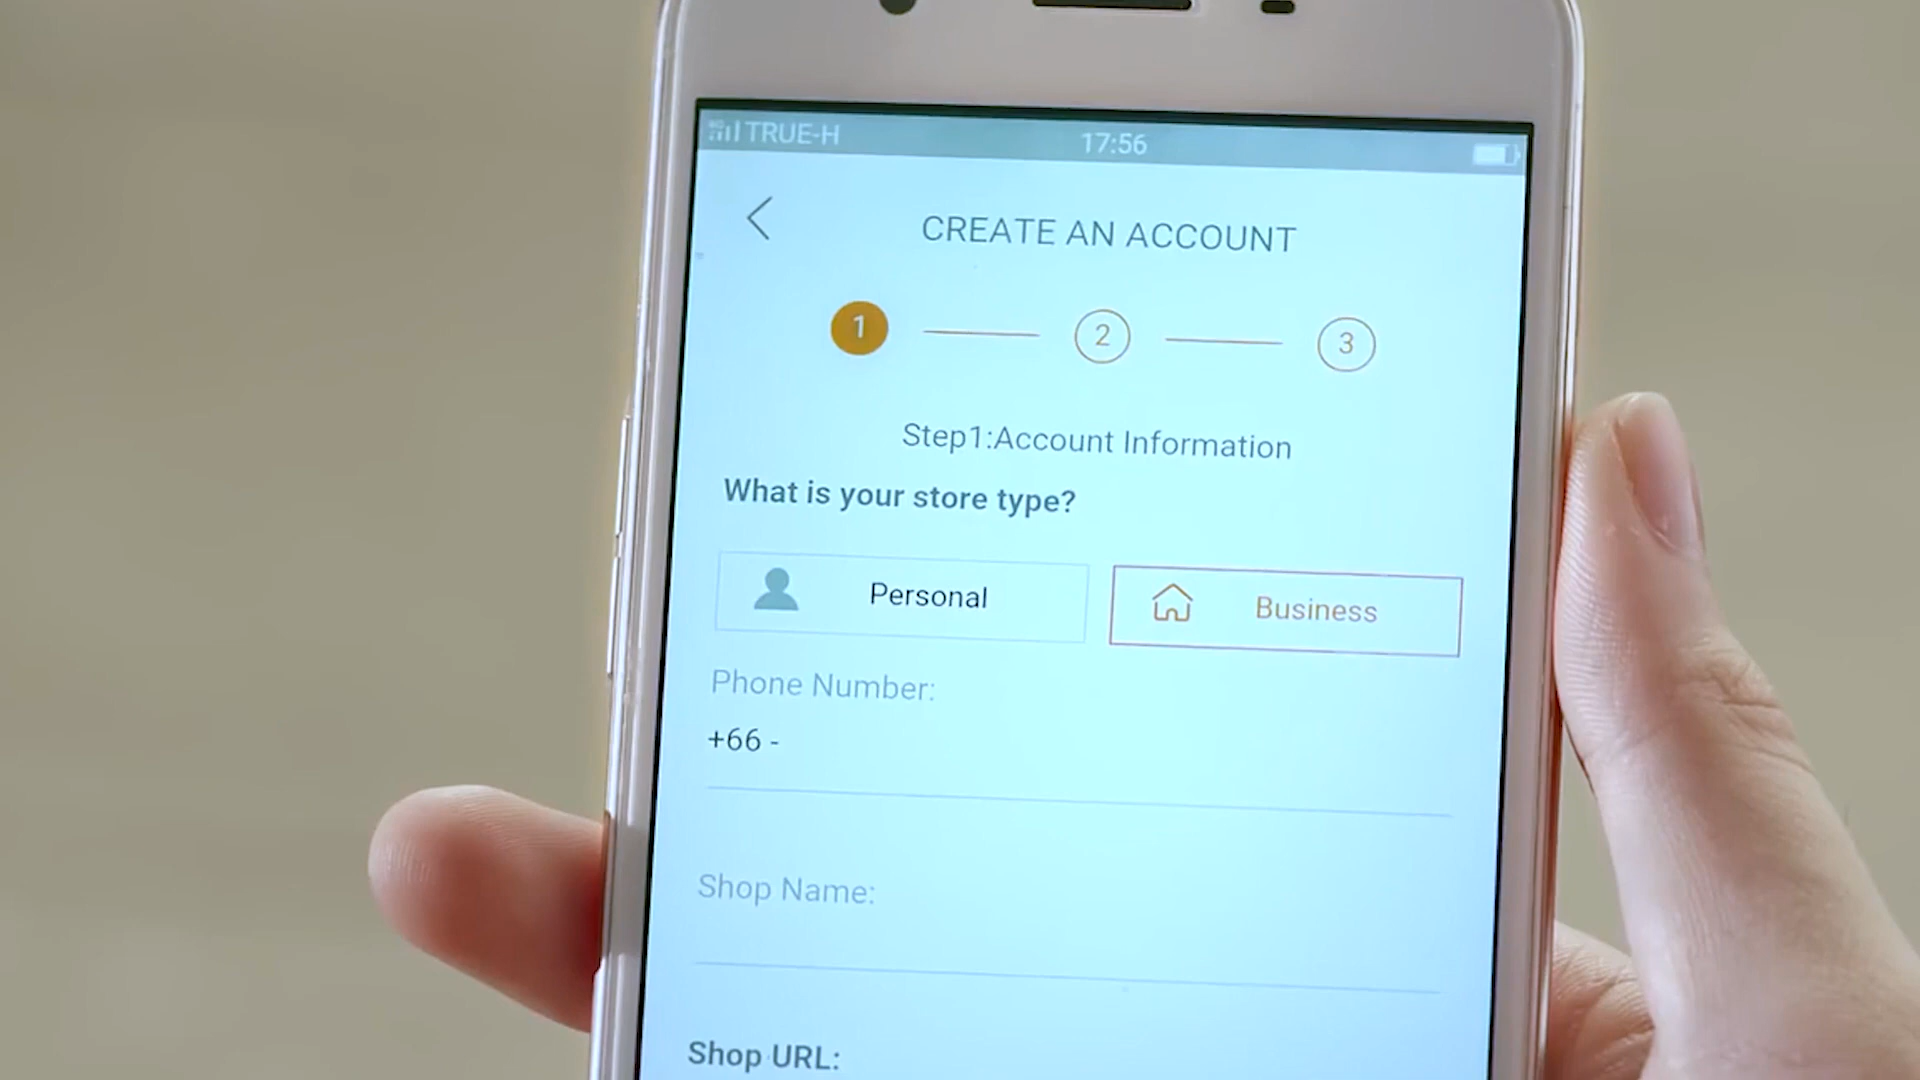 TRUE-H 17:56
CREATE AN ACCOUNT
1 2 3
Step1:Account Information
What is your store type?
Personal Business
Phone Number:
+66 -
Shop Name:
Shop URL: